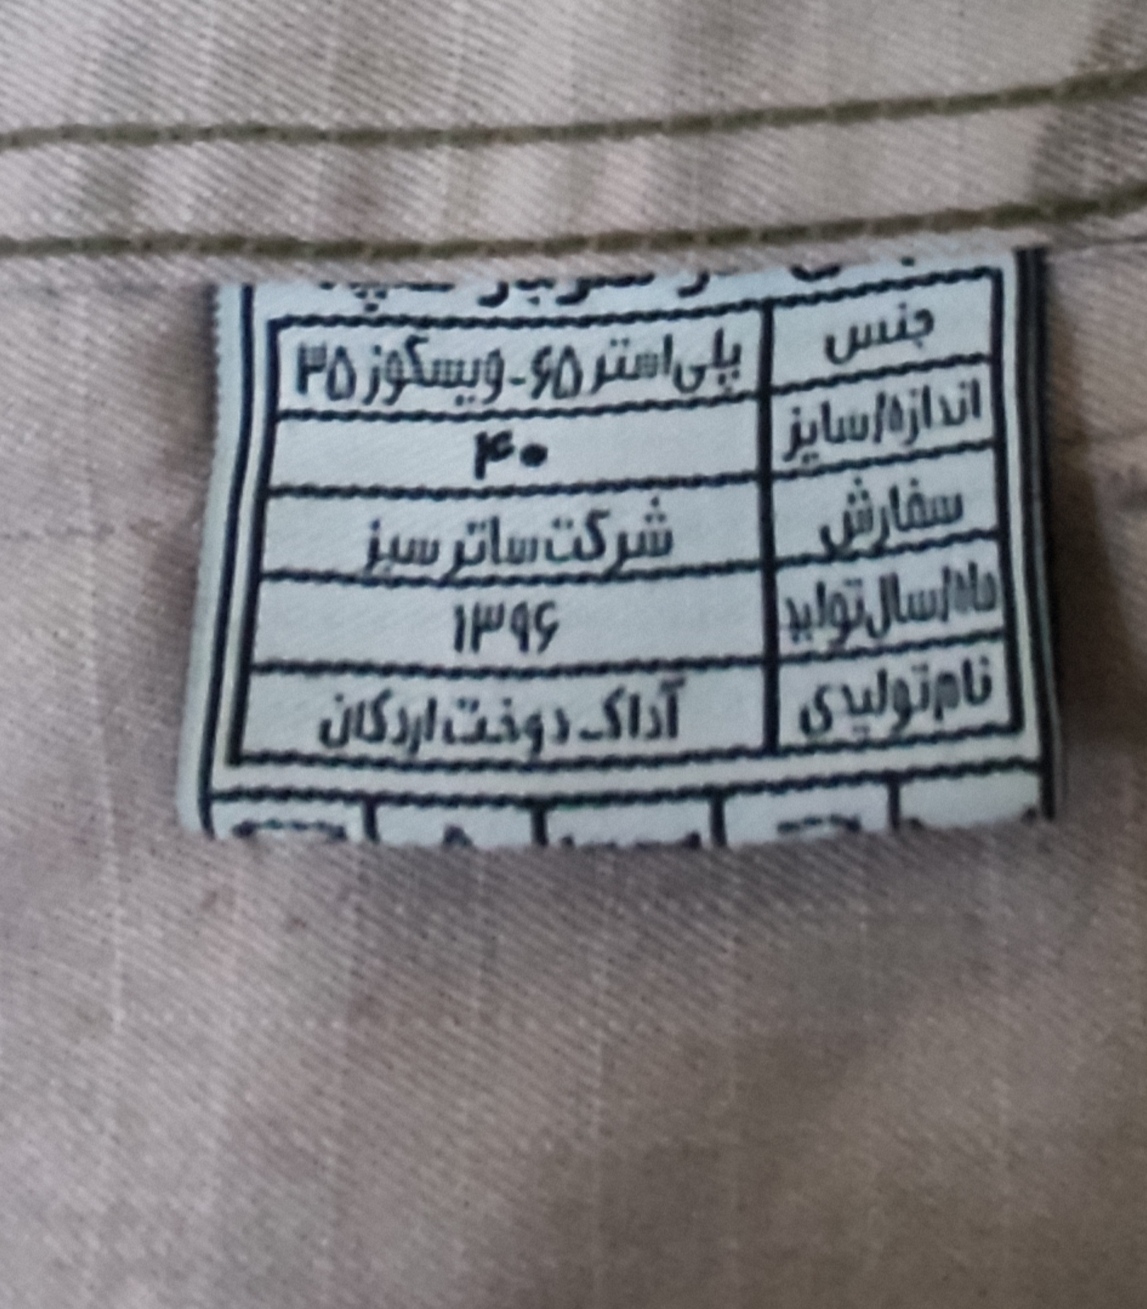 جنس پلی استر ۶۵-ویسکوز ۳۵
اندازه/سایز ۴۰
سفارش شرکت ساتر سبز
ماه/سال تولید ۱۳۹۶
نام تولیدی آداک دوخت اردکان